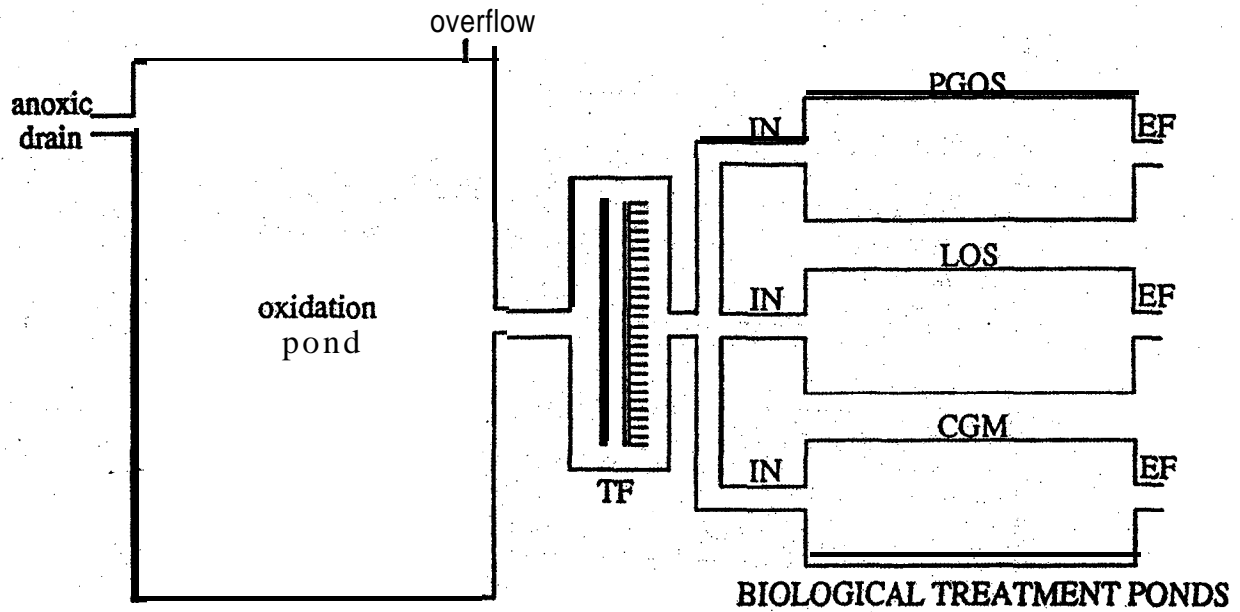 overflow
anoxic
drain
oxidation
pond
TF
PGOS
IN
EF
LOS
IN
EF
CGM
IN
EF
BIOLOGICAL TREATMENT PONDS